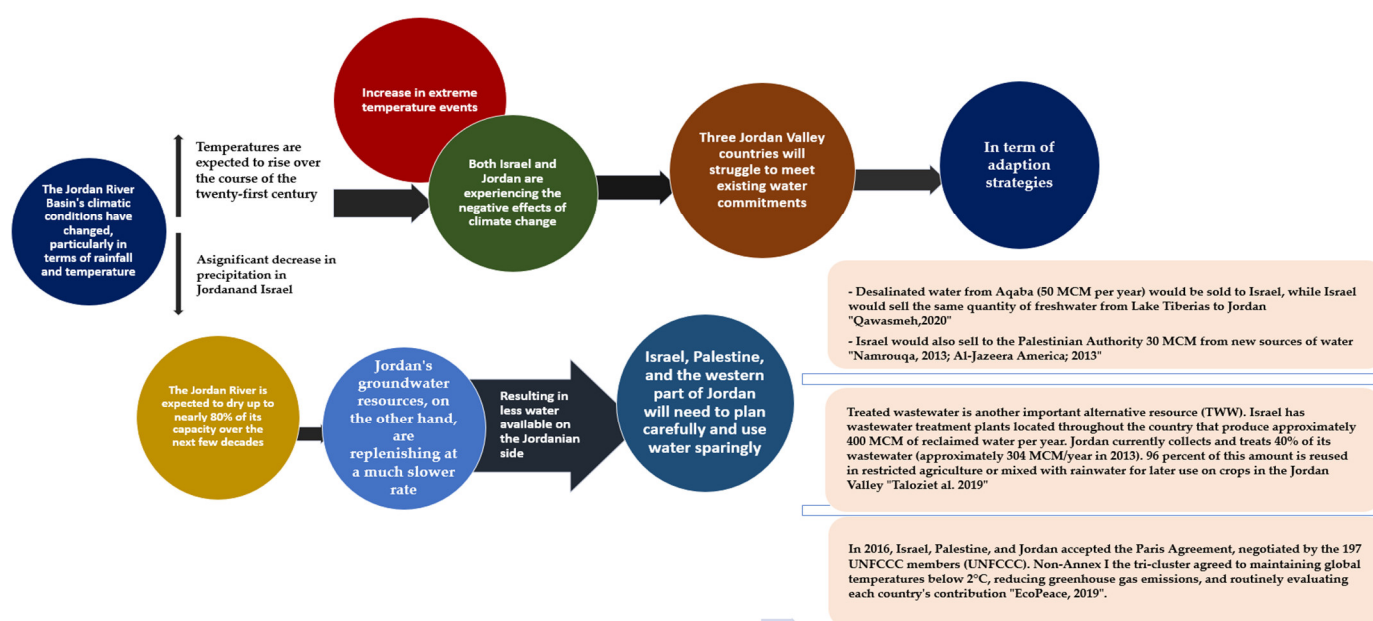 The Jordan River
Basin's climatic
conditions have
changed,
particularly in
terms of rainfall
and temperature
Temperatures are
expected to rise over
the course of the
twenty-first century
Asignificant decrease in
precipitation in
Jordanand Israel
Increase in extreme
temperature events
Both Israel and
Jordan are
experiencing the
negative effects of
climate change
Three Jordan Valley
countries will
struggle to meet
existing water
commitments
In term of
adaption
strategies
The Jordan River is
expected to dry up to
nearly 80% of its
capacity over the
next few decades
Jordan's
groundwater
resources, on
the other hand,
are
replenishing at
a much slower
rate
Resulting in
less water
available on
the Jordanian
side
Israel, Palestine,
and the western
part of Jordan
will need to plan
carefully and use
water sparingly
- Desalinated water from Aqaba (50 MCM per year) would be sold to Israel, while Israel
would sell the same quantity of freshwater from Lake Tiberias to Jordan
"Qawasmeh,2020"
- Israel would also sell to the Palestinian Authority 30 MCM from new sources of water
"Namrouqa, 2013; Al-Jazeera America; 2013"
Treated wastewater is another important alternative resource (TWW). Israel has
wastewater treatment plants located throughout the country that produce approximately
400 MCM of reclaimed water per year. Jordan currently collects and treats 40% of its
wastewater (approximately 304 MCM/year in 2013). 96 percent of this amount is reused
in restricted agriculture or mixed with rainwater for later use on crops in the Jordan
Valley "Taloziet al. 2019"
In 2016, Israel, Palestine, and Jordan accepted the Paris Agreement, negotiated by the 197
UNFCCC members (UNFCCC). Non-Annex I the tri-cluster agreed to maintaining global
temperatures below 2°C, reducing greenhouse gas emissions, and routinely evaluating
each country's contribution "EcoPeace, 2019".